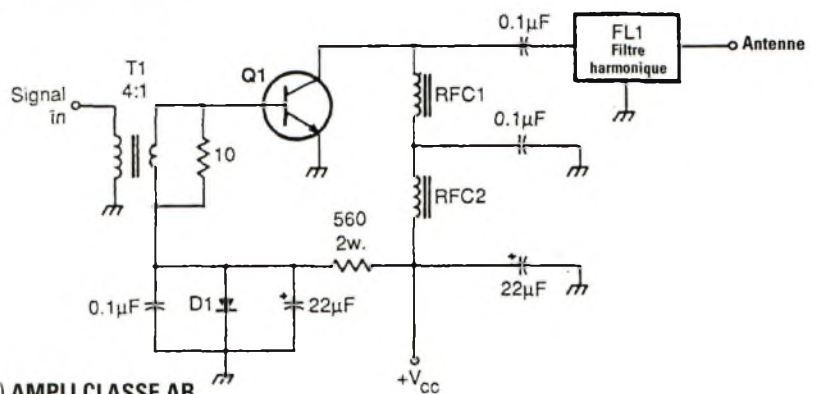 0.1µF
FL1
Filtre
harmonique
Antenne
T1
4:1
Q1
Signal
in
RFC1
0.1µF
10
RFC2
560
2w.
0.1µF
D1
+
22µF
+
22µF
+VCC
) AMPLI CLASSE AB